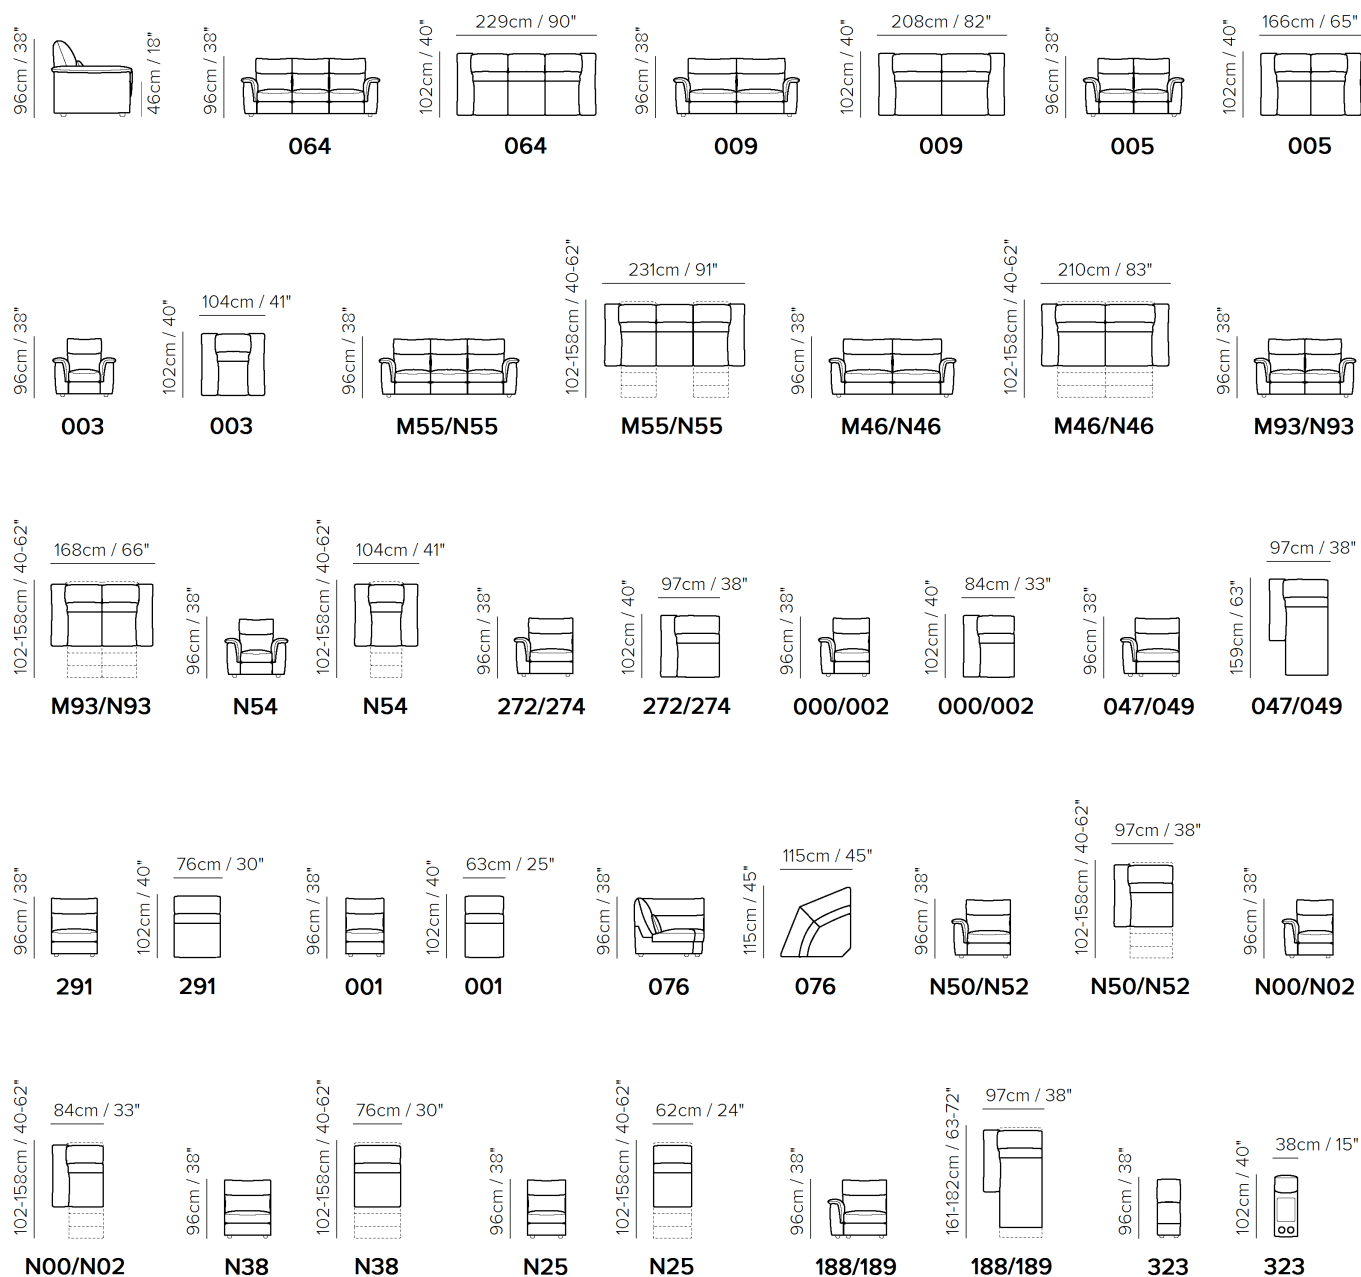 96cm / 38"
46cm / 18"
96cm / 38"
064
102cm / 40"
229cm / 90"
064
96cm / 38"
009
102cm / 40"
208cm / 82"
009
96cm / 38"
005
102cm / 40"
166cm / 65"
005
96cm / 38"
003
102cm / 40"
104cm / 41"
003
96cm / 38"
M55/N55
102-158cm / 40-62"
231cm / 91"
M55/N55
96cm / 38"
M46/N46
102-158cm / 40-62"
210cm / 83"
M46/N46
96cm / 38"
M93/N93
102-158cm / 40-62"
168cm / 66"
M93/N93
96cm / 38"
N54
102-158cm / 40-62"
104cm / 41"
N54
96cm / 38"
272/274
102cm / 40"
97cm / 38"
272/274
96cm / 38"
000/002
102cm / 40"
84cm / 33"
000/002
96cm / 38"
047/049
159cm / 63"
97cm / 38"
047/049
96cm / 38"
291
102cm / 40"
76cm / 30"
291
96cm / 38"
001
102cm / 40"
63cm / 25"
001
96cm / 38"
076
115cm / 45"
115cm / 45"
076
96cm / 38"
N50/N52
102-158cm / 40-62"
97cm / 38"
N50/N52
96cm / 38"
N00/N02
102-158cm / 40-62"
84cm / 33"
N00/N02
96cm / 38"
N38
102-158cm / 40-62"
76cm / 30"
N38
96cm / 38"
N25
102-158cm / 40-62"
62cm / 24"
N25
96cm / 38"
188/189
161-182cm / 63-72"
97cm / 38"
188/189
96cm / 38"
323
102cm / 40"
38cm / 15"
323